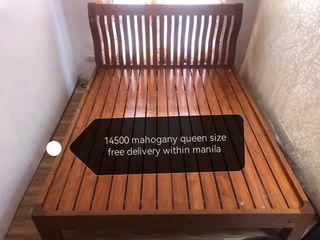 14500 mahogany queen size
free delivery within manila